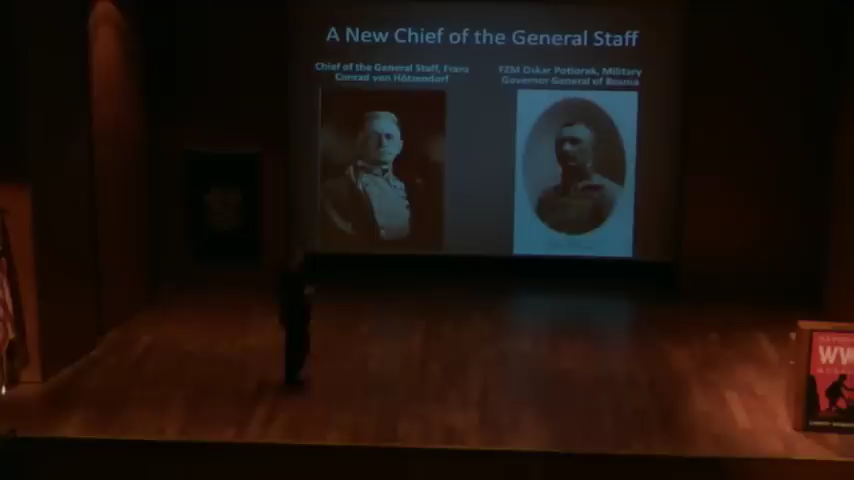 A New Chief of the General Staff
Chief of the General Staff, Franz
Conrad von Hötzendorf
FZM Oskar Potiorek, Military
Governor-General of Bosnia
WW